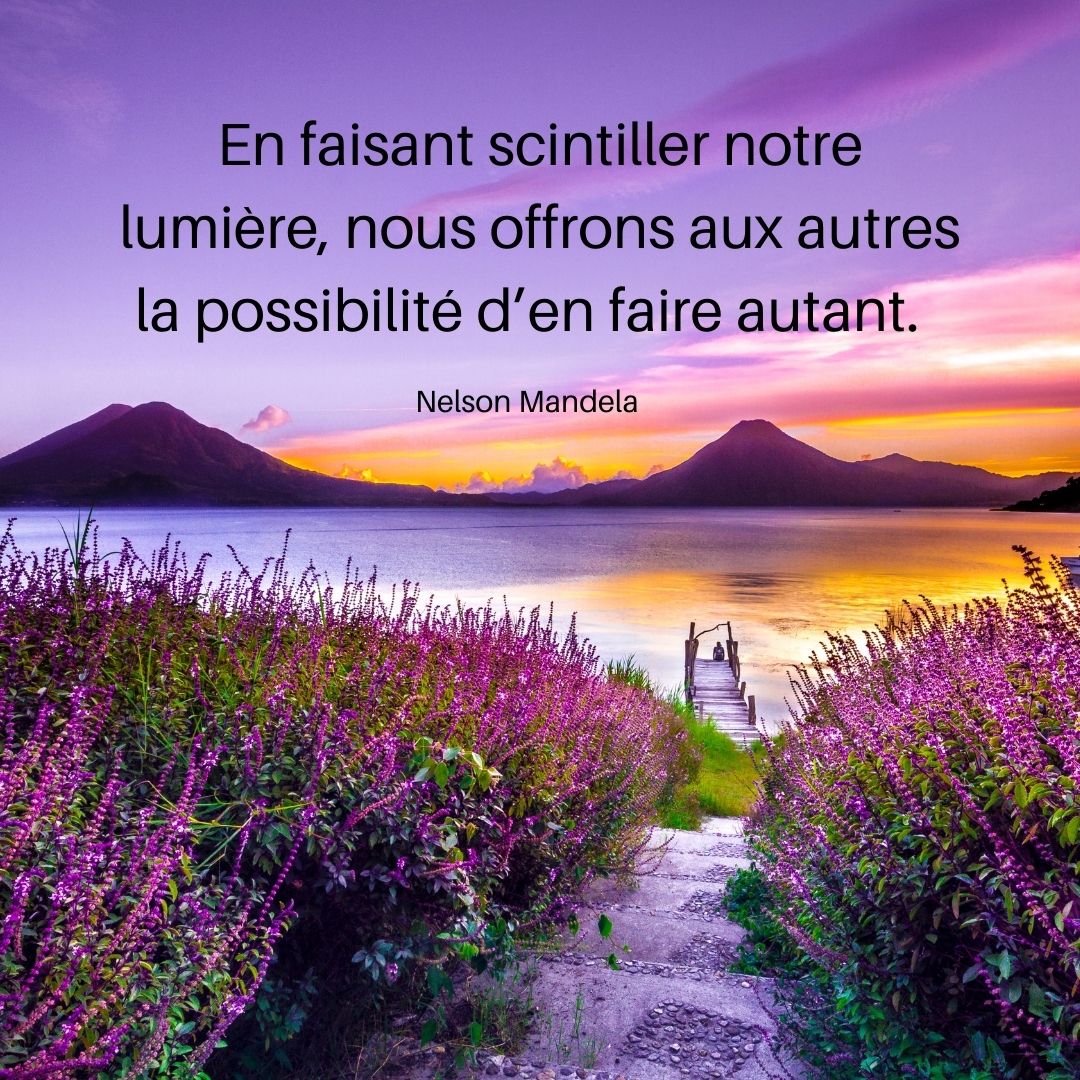 En faisant scintiller notre
lumière, nous offrons aux autres
la possibilité d’en faire autant.
Nelson Mandela